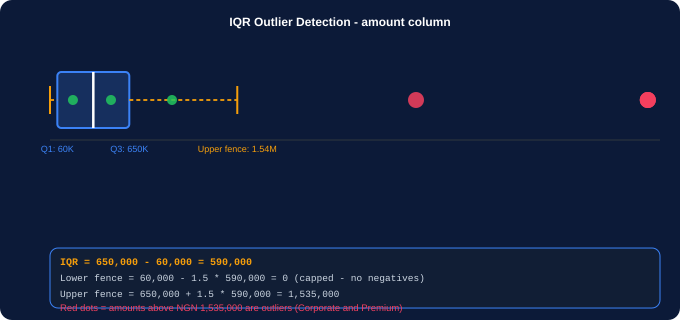 IQR Outlier Detection - amount column
Q1: 60K
Q3: 650K
Upper fence: 1.54M
IQR = 650,000 - 60,000 = 590,000
Lower fence = 60,000 - 1.5 * 590,000 = 0 (capped - no negatives)
Upper fence = 650,000 + 1.5 * 590,000 = 1,535,000
Red dots = amounts above NGN 1,535,000 are outliers (Corporate and Premium)